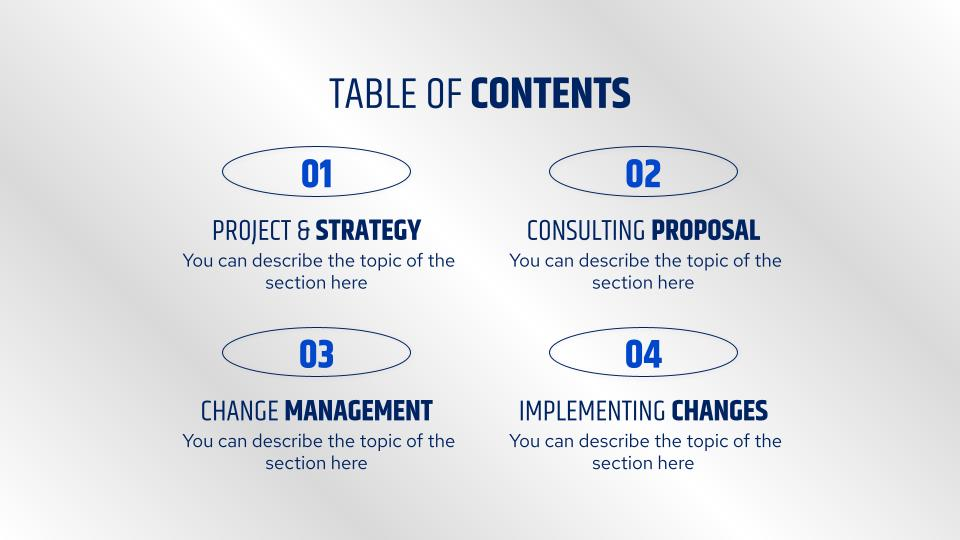 TABLE OF CONTENTS
01
PROJECT & STRATEGY
You can describe the topic of the
section here
02
CONSULTING PROPOSAL
You can describe the topic of the
section here
03
CHANGE MANAGEMENT
You can describe the topic of the
section here
04
IMPLEMENTING CHANGES
You can describe the topic of the
section here